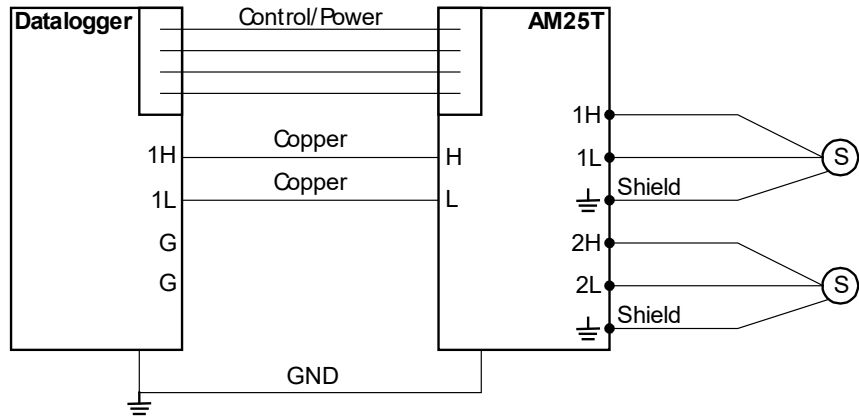 Datalogger
Control/Power
AM25T
1H
1H
Copper
H
1L
Copper
1L
L
Shield
G
2H
G
2L
Shield
GND
S
S